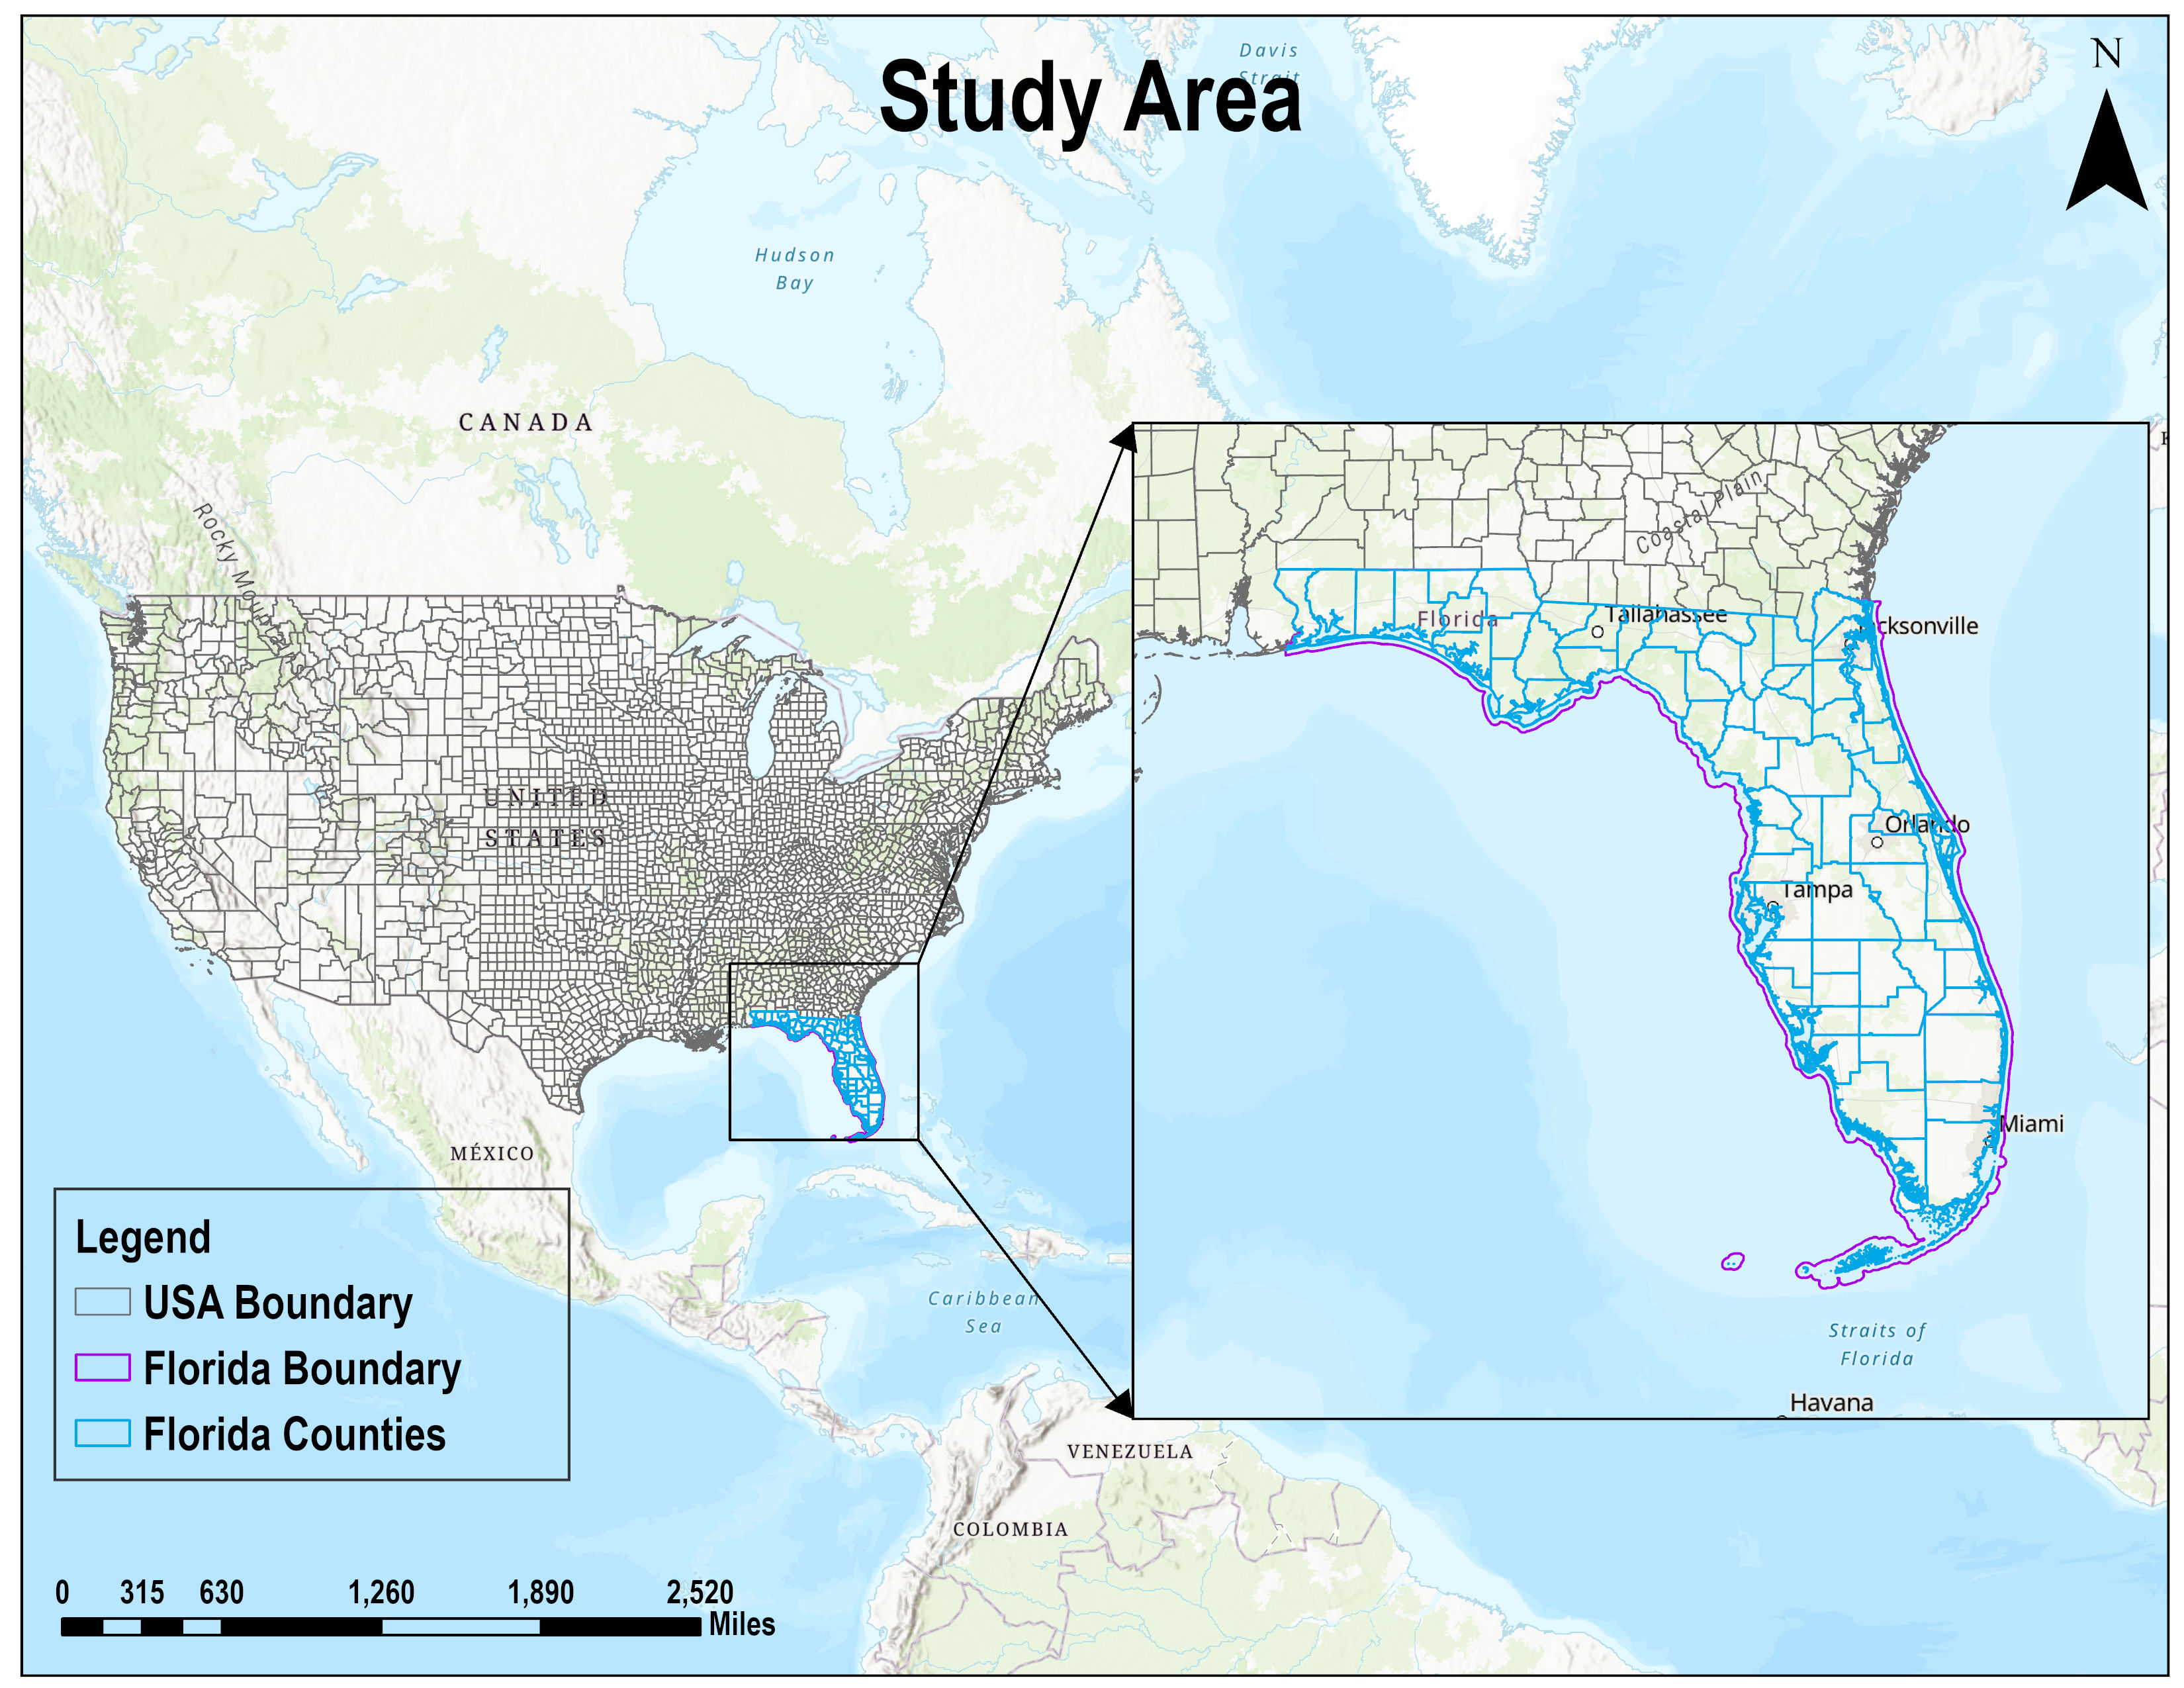 Davis
Strait
Study Area
N
Hudson
Bay
CANADA
K
Rocky Mountai
Coastal Plain
Florida
Tallahassee
cksonville
UNITED
STATES
Orlando
Tampa
Miami
MÉXICO
Legend
USA Boundary
Florida Boundary
Florida Counties
Caribbean
Sea
Straits of
Florida
Havana
VENEZUELA
COLOMBIA
0 315 630 1,260 1,890 2,520
Miles